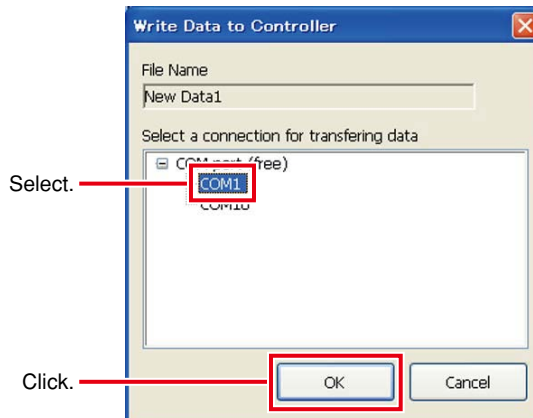 Write Data to Controller
File Name
New Data1
Select a connection for transfering data
COM port (free)
Select.
COM1
COM10
Click.
OK
Cancel